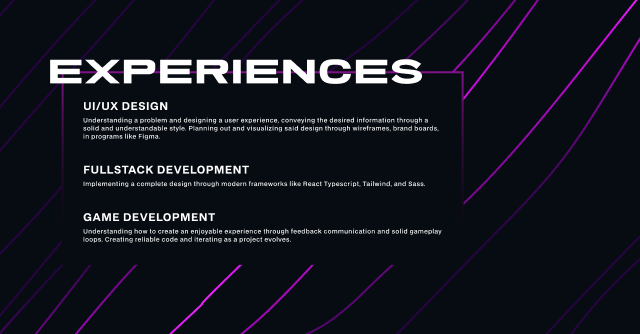 EXPERIENCES
UI/UX DESIGN
Understanding a problem and designing a user experience, conveying the desired information through a
solid and understandable style. Planning out and visualizing said design through wireframes, brand boards,
in programs like Figma.
FULLSTACK DEVELOPMENT
Implementing a complete design through modern frameworks like React Typescript, Tailwind, and Sass.
GAME DEVELOPMENT
Understanding how to create an enjoyable experience through feedback communication and solid gameplay
loops. Creating reliable code and iterating as a project evolves.